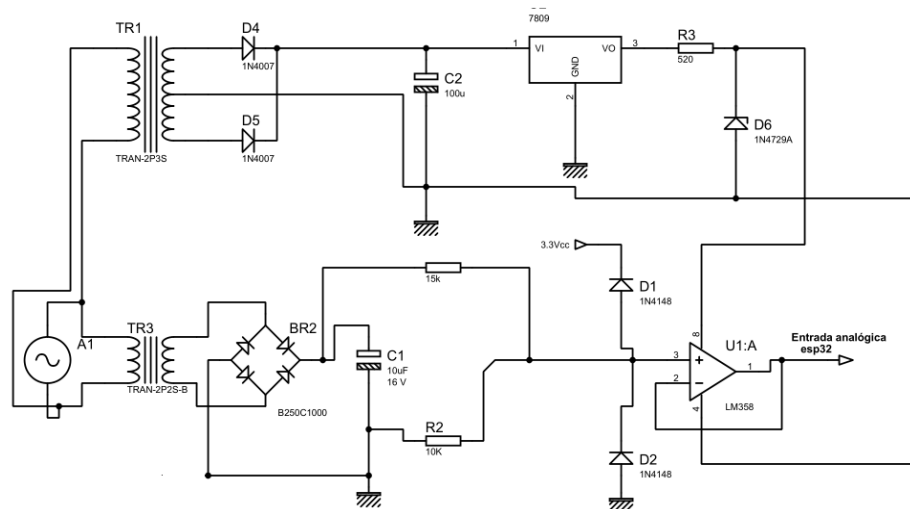 7809
TR1
TRAN-2P3S
D4
1N4007
D5
1N4007
C2
100u
1
VI
VO
3
GND
2
R3
520
D6
1N4729A
3.3Vcc
15k
D1
1N4148
A1
TR3
TRAN-2P2S-B
BR2
B250C1000
C1
10uF
16 V
R2
10K
D2
1N4148
8
3
2
1
4
U1:A
LM358
Entrada analógica
esp32